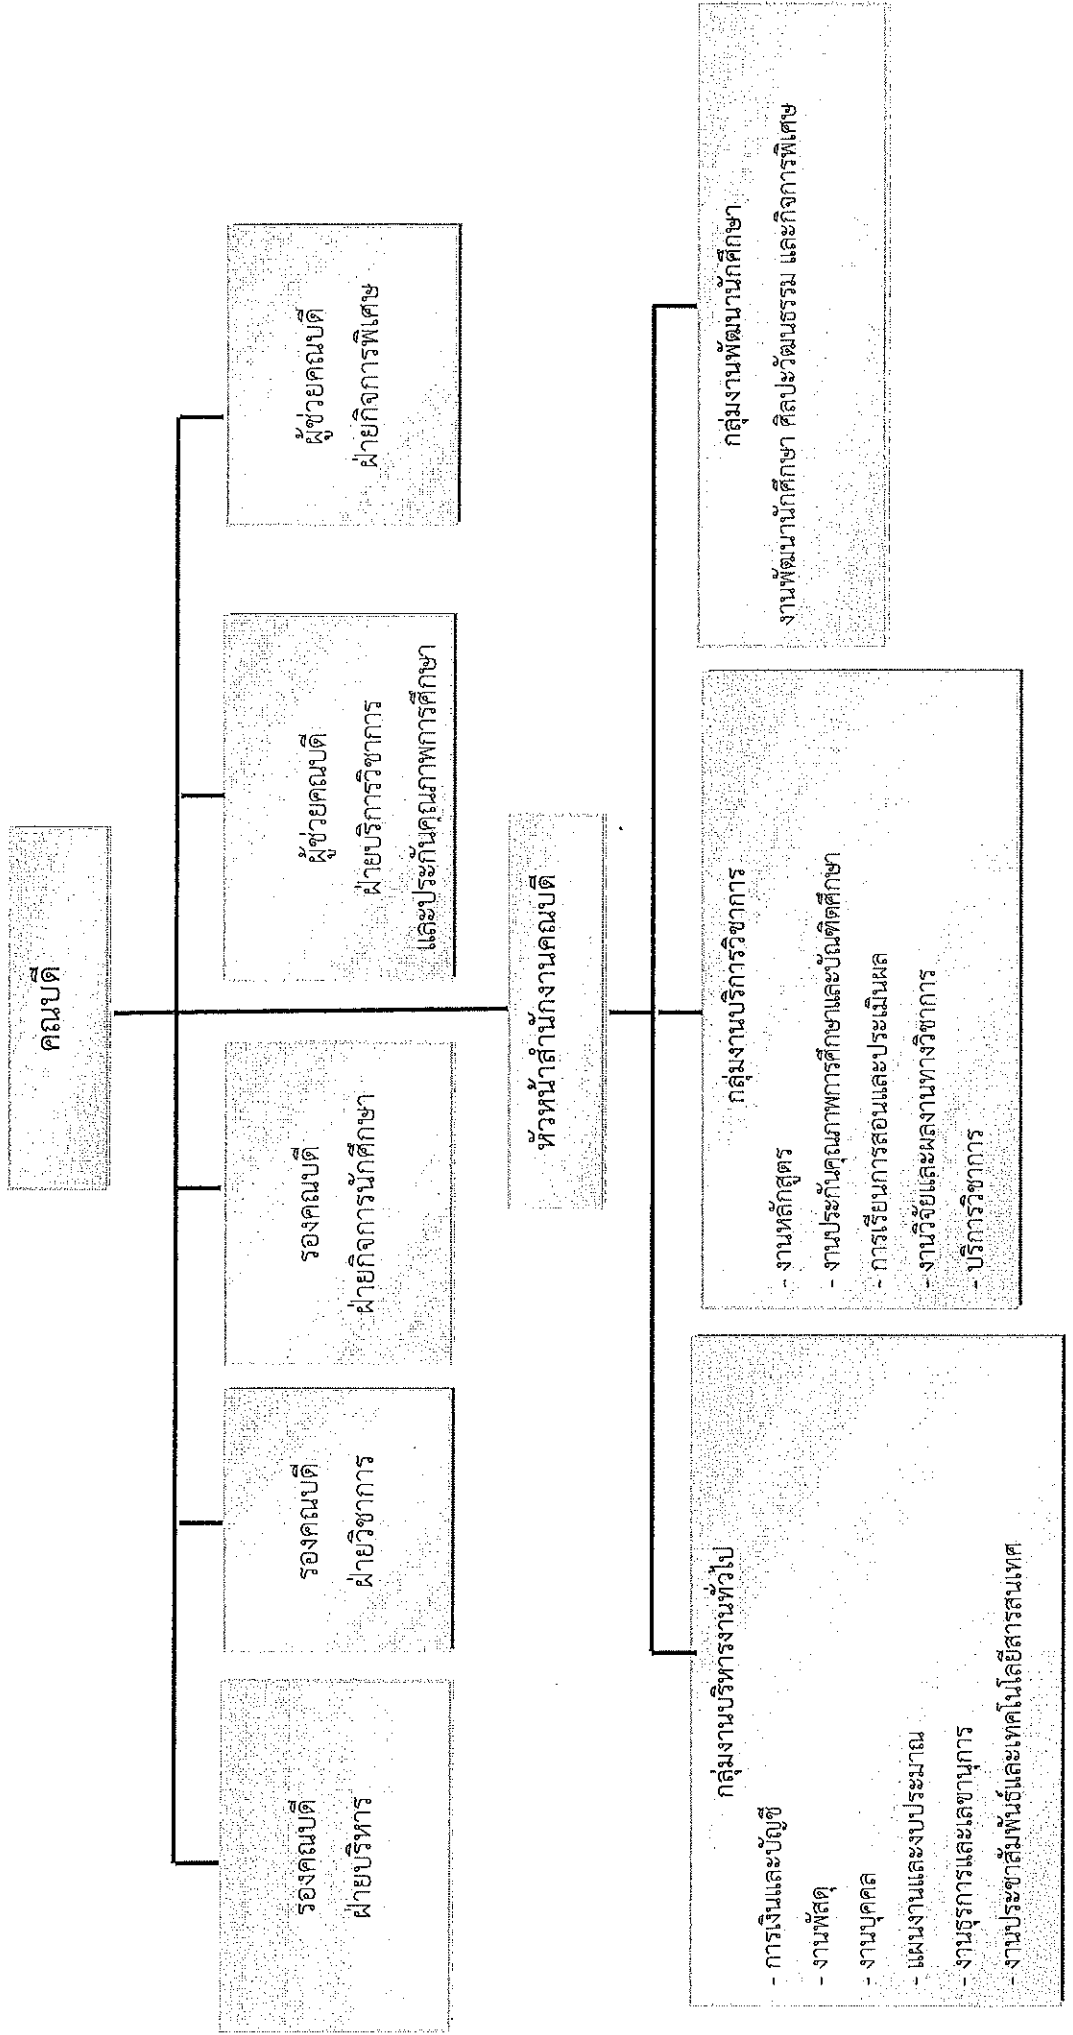 คณบดี
รองคณบดี
ฝ่ายบริหาร
รองคณบดี
ฝ่ายวิชาการ
รองคณบดี
ฝ่ายกิจการนักศึกษา
ผู้ช่วยคณบดี
ฝ่ายบริการวิชาการ
และประกันคุณภาพการศึกษา
ผู้ช่วยคณบดี
ฝ่ายกิจการพิเศษ
หัวหน้าสำนักงานคณบดี
กลุ่มงานบริหารงานทั่วไป
- การเงินและบัญชี
- งานพัสดุ
- งานบุคคล
- แผนงานและงบประมาณ
- งานธุรการและเลขานุการ
- งานประชาสัมพันธ์และเทคโนโลยีสารสนเทศ
กลุ่มงานบริการวิชาการ
- งานหลักสูตร
- งานประกันคุณภาพการศึกษาและบัณฑิตศึกษา
- การเรียนการสอนและประเมินผล
- งานวิจัยและผลงานทางวิชาการ
- บริการวิชาการ
กลุ่มงานพัฒนานักศึกษา
งานพัฒนานักศึกษา ศิลปะวัฒนธรรม และกิจการพิเศษ